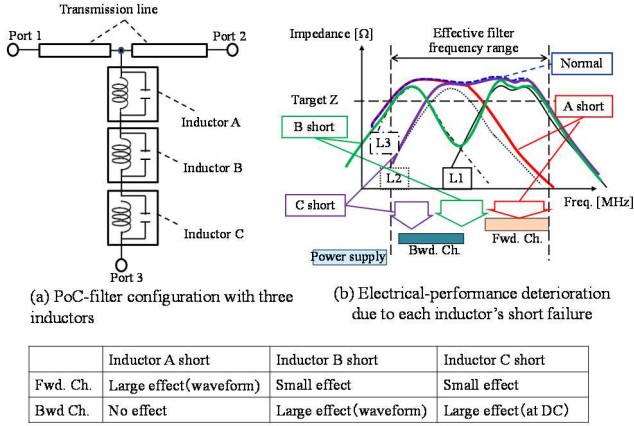 (a)
Transmission line
Port 1
Port 2
Inductor A
Inductor B
Inductor C
Port 3
(a) PoC-filter configuration with three
inductors
(b)
Impedance [Ω]
Effective filter
frequency range
Normal
Target Z
A short
B short
L3
L2
L1
C short
Freq. [MHz]
Fwd. Ch.
Bwd. Ch.
Power supply
(b) Electrical-performance deterioration
due to each inductor's short failure
Inductor A short Inductor B short Inductor C short
Fwd. Ch. Large effect(waveform) Small effect Small effect
Bwd Ch. No effect Large effect(waveform) Large effect(at DC)